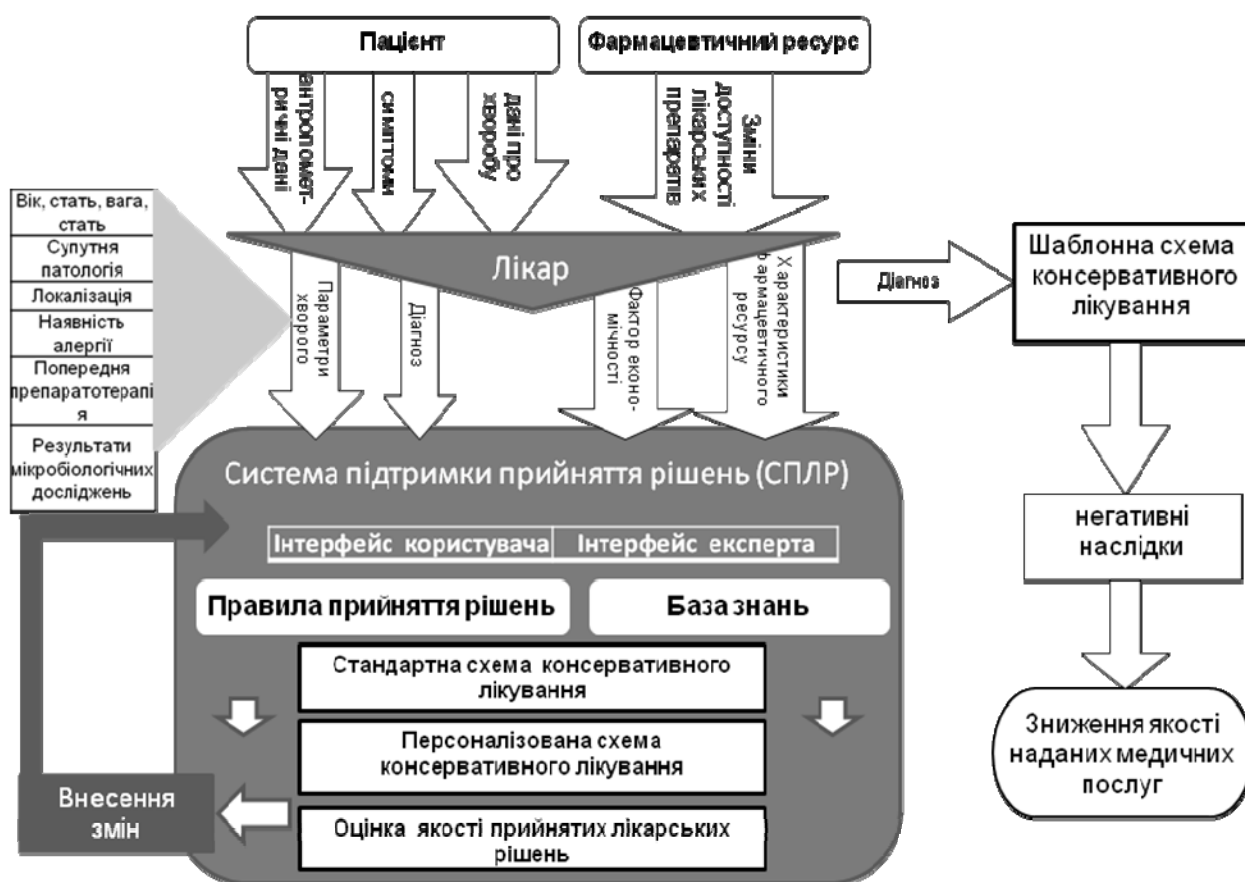 Пацієнт
Фармацевтичний ресурс
антропомет-
ричні дані
симптоми
дані про
хворобу
Зміни
доступності
лікарських
препаратів
Вік, стать, вага,
стать
Супутня
патологія
Локалізація
Наявність
алергії
Попередня
препаратотерапі
я
Результати
мікробіологічних
досліджень
Лікар
Параметри
хворого
Діагноз
Фактор еконо-
мічності
Характеристики
фармацевтичного
ресурсу
Діагноз
Шаблонна схема
консервативного
лікування
негативні
наслідки
Зниження якості
наданих медичних
послуг
Система підтримки прийняття рішень (СПЛР)
Інтерфейс користувача
Інтерфейс експерта
Правила прийняття рішень
База знань
Стандартна схема консервативного
лікування
Персоналізована схема
консервативного лікування
Оцінка якості прийнятих лікарських
рішень
Внесення
змін